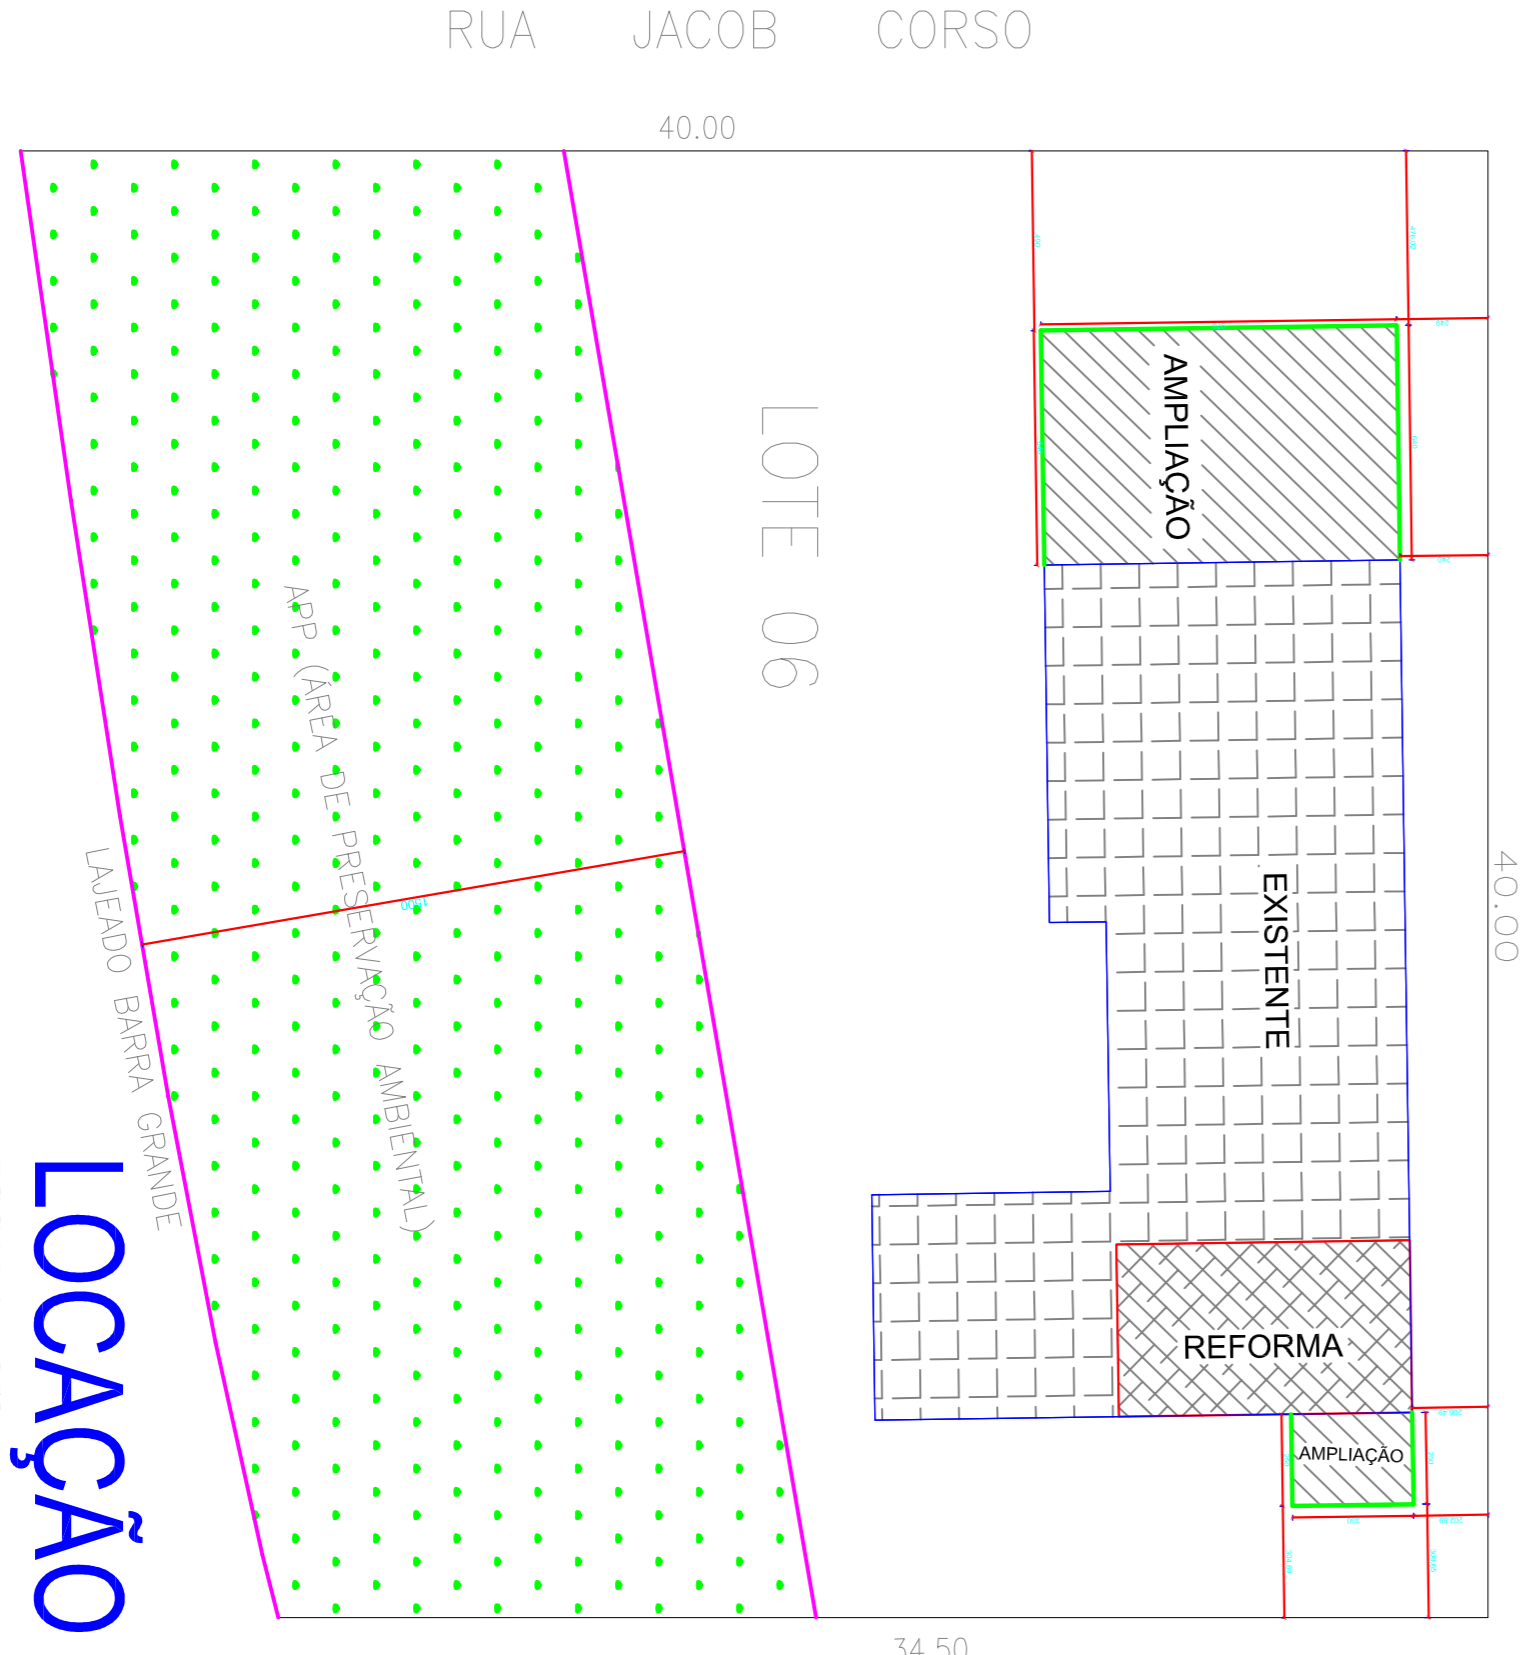 RUA JACOB CORSO
40.00
LOTE 06
AMPLIAÇÃO
EXISTENTE
40.00
APP (ÁREA DE PRESERVAÇÃO AMBIENTAL)
1500
LAJEADO BARRA GRANDE
REFORMA
AMPLIAÇÃO
LOCAÇÃO
34.50